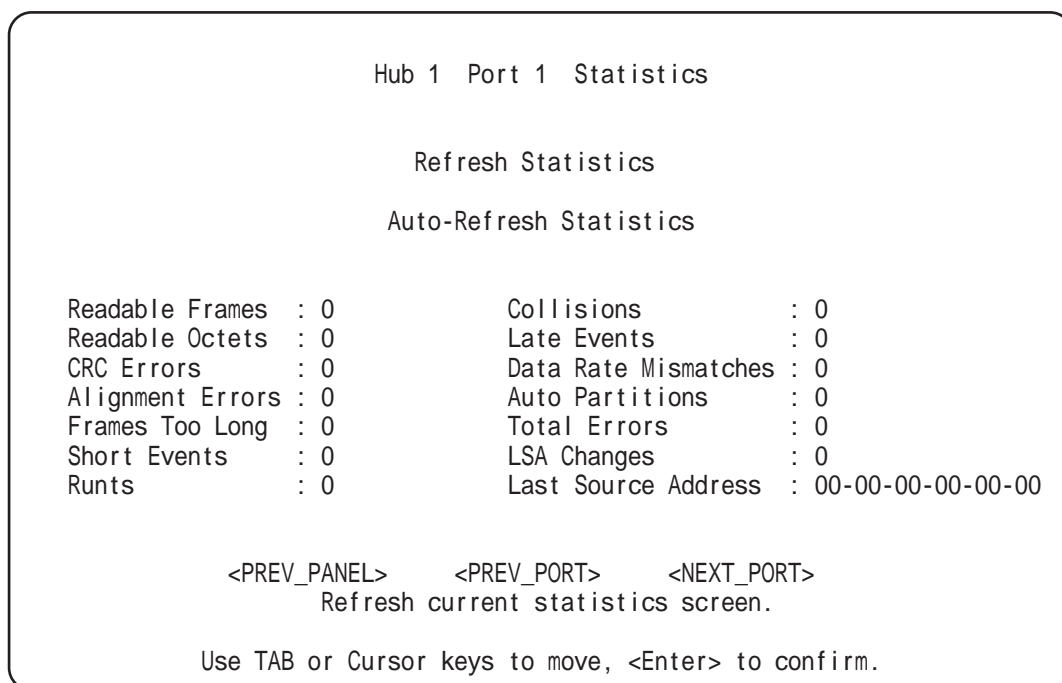 Hub 1 Port 1 Statistics
Refresh Statistics
Auto-Refresh Statistics
Readable Frames : 0 Collisions : 0
Readable Octets : 0 Late Events : 0
CRC Errors : 0 Data Rate Mismatches : 0
Alignment Errors : 0 Auto Partitions : 0
Frames Too Long : 0 Total Errors : 0
Short Events : 0 LSA Changes : 0
Runts : 0 Last Source Address : 00-00-00-00-00-00
<PREV_PANEL> <PREV_PORT> <NEXT_PORT>
Refresh current statistics screen.
Use TAB or Cursor keys to move, <Enter> to confirm.